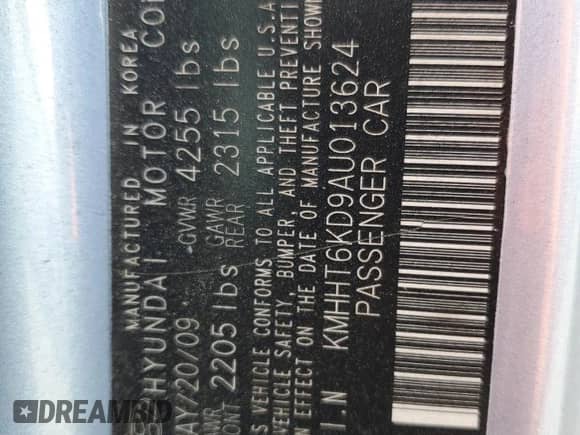 MANUFACTURED IN KOREA
HYUNDAI MOTOR CO
AY/20/09 GVWR 4255 lbs
2205 lbs GAWR REAR 2315 lbs
S VEHICLE CONFORMS TO ALL APPLICABLE U.S.A
VEHICLE SAFETY, BUMPER, AND THEFT PREVENTI
N EFFECT ON THE DATE OF MANUFACTURE SHOWN
I.N KMHHT6KD9AU013624
PASSENGER CAR
DREAMBID